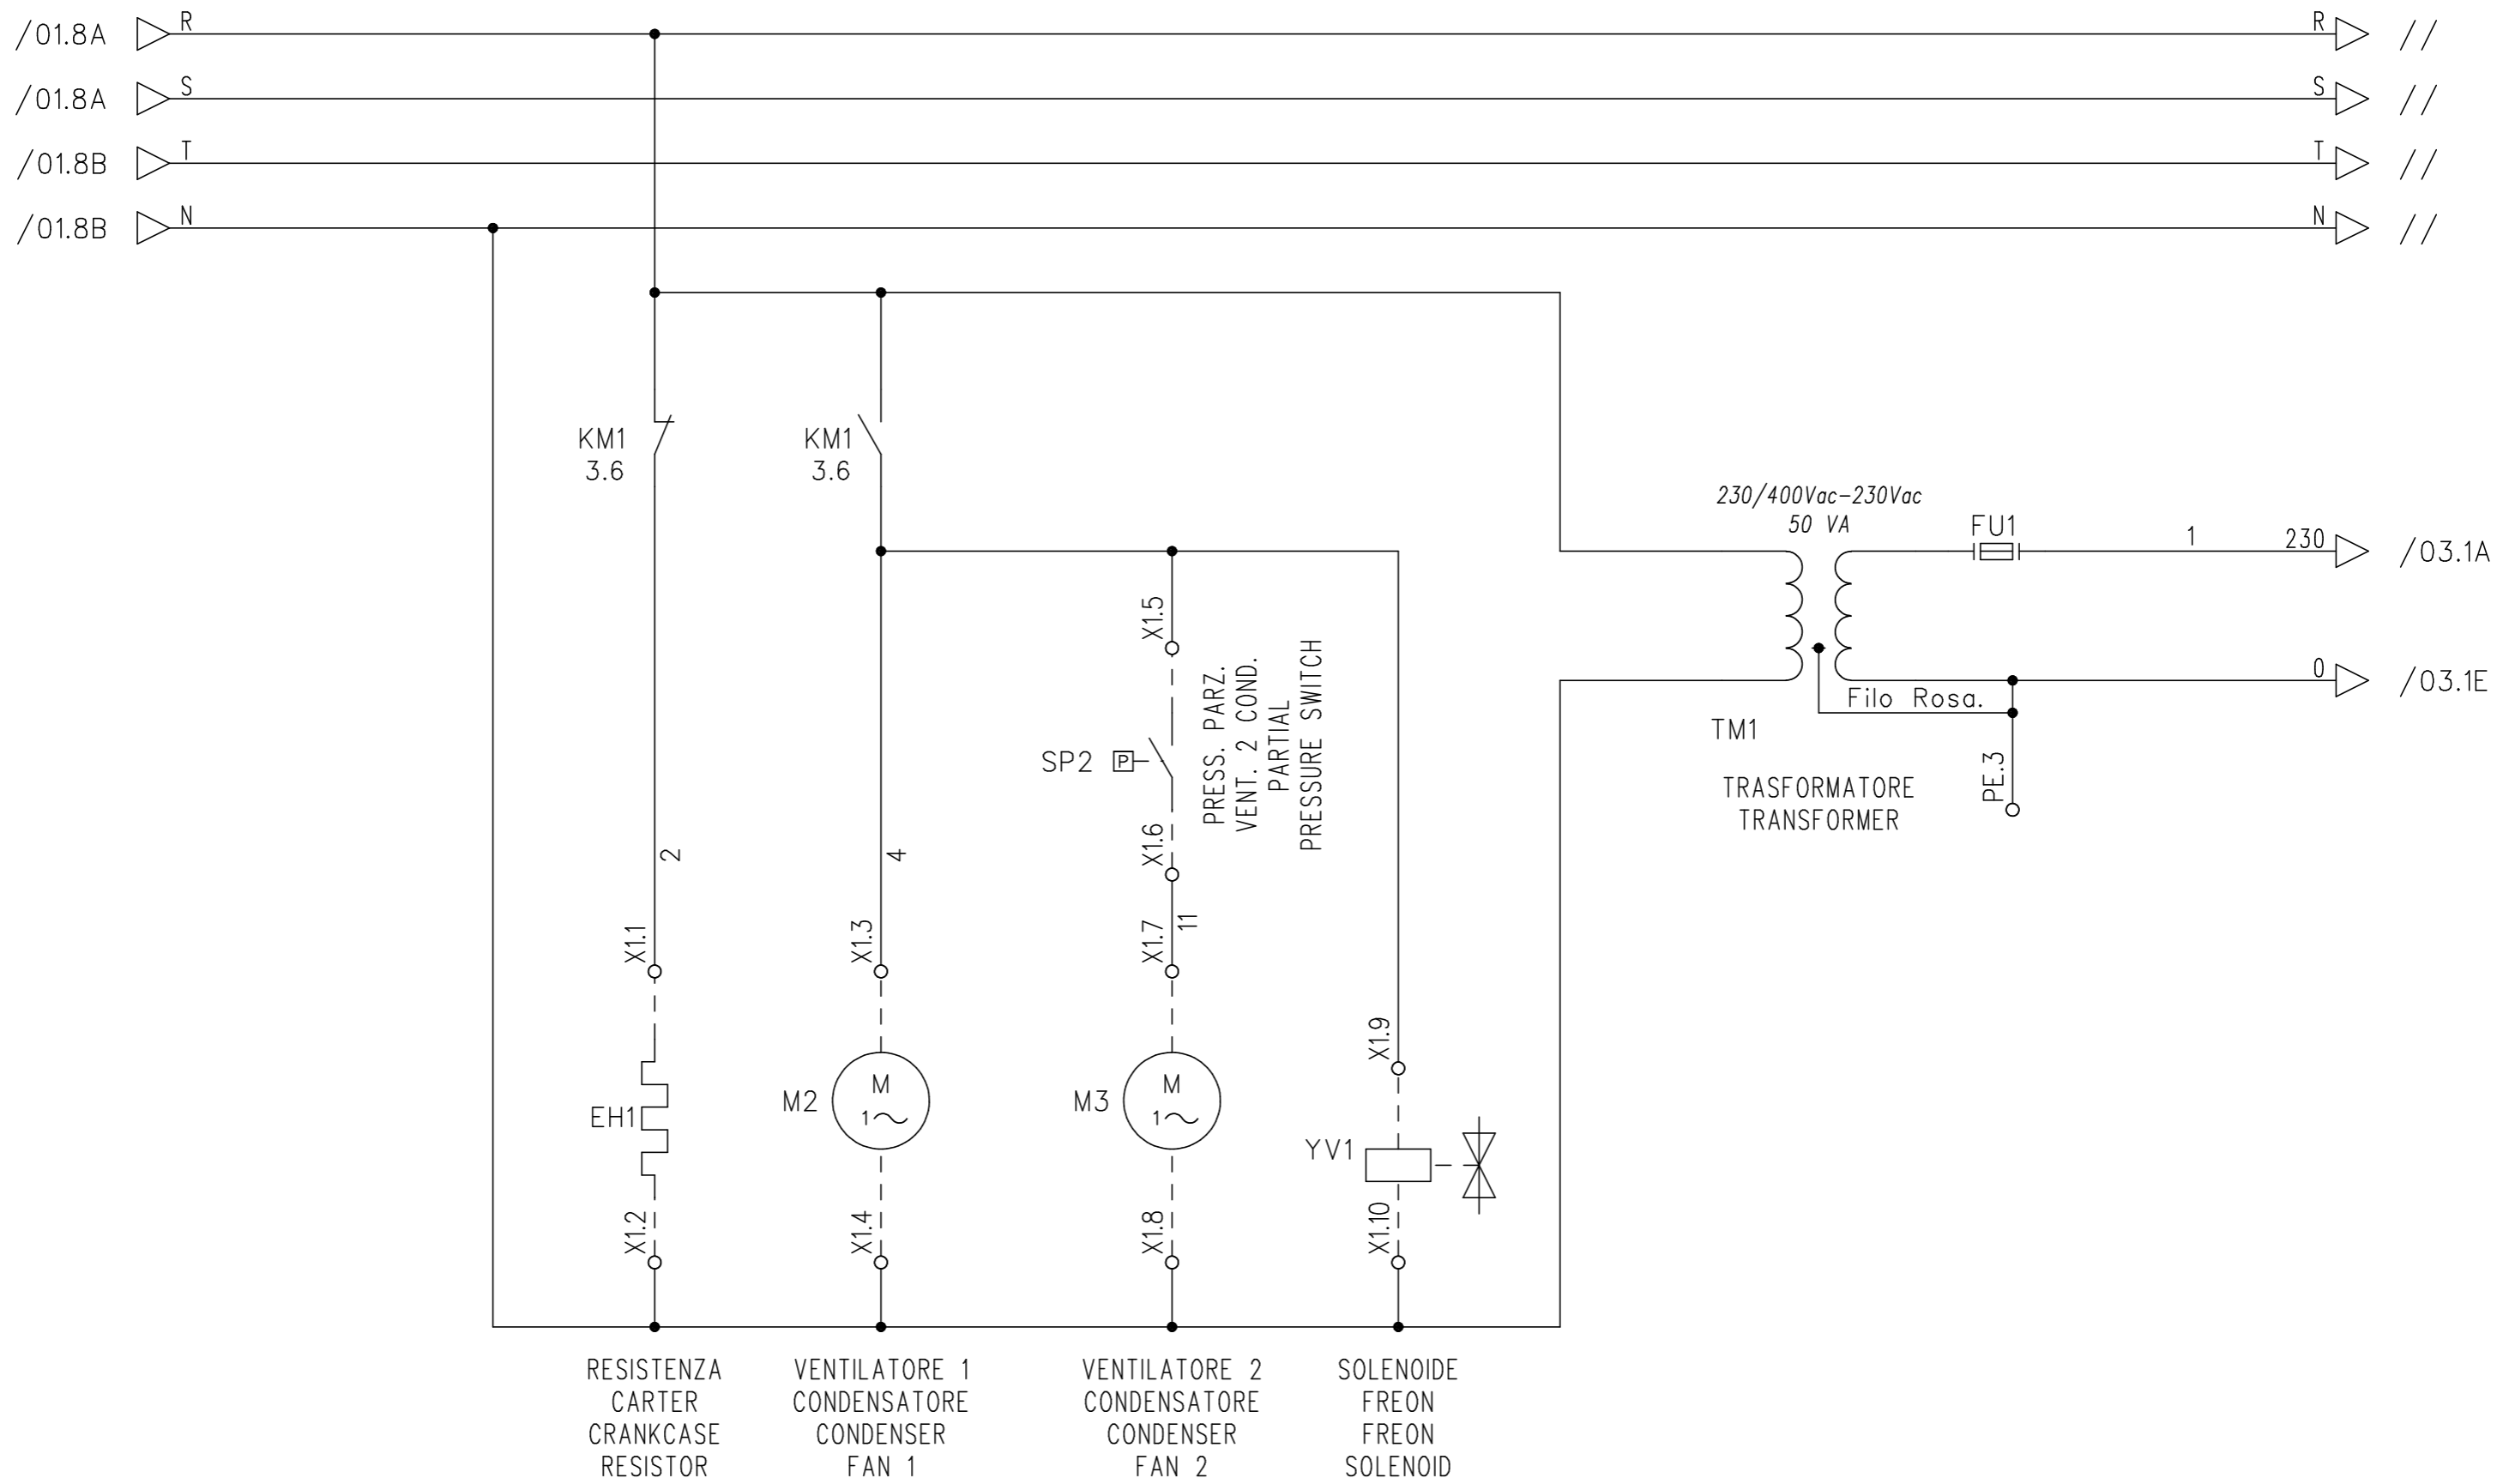 /01.8A R R //
/01.8A S S //
/01.8B T T //
/01.8B N N //
KM1
3.6
KM1
3.6
230/400Vac-230Vac
50 VA
FU1
1
230
/03.1A
0
/03.1E
Filo Rosa.
TM1
TRASFORMATORE
TRANSFORMER
PE.3
X1.5
SP2
P
PRESS. PARZ.
VENT. 2 COND.
PARTIAL
PRESSURE SWITCH
X1.6
2
4
11
X1.1
X1.3
X1.7
X1.9
EH1
M2
M
1~
M3
M
1~
YV1
X1.2
X1.4
X1.8
X1.10
RESISTENZA
CARTER
CRANKCASE
RESISTOR
VENTILATORE 1
CONDENSATORE
CONDENSER
FAN 1
VENTILATORE 2
CONDENSATORE
CONDENSER
FAN 2
SOLENOIDE
FREON
FREON
SOLENOID